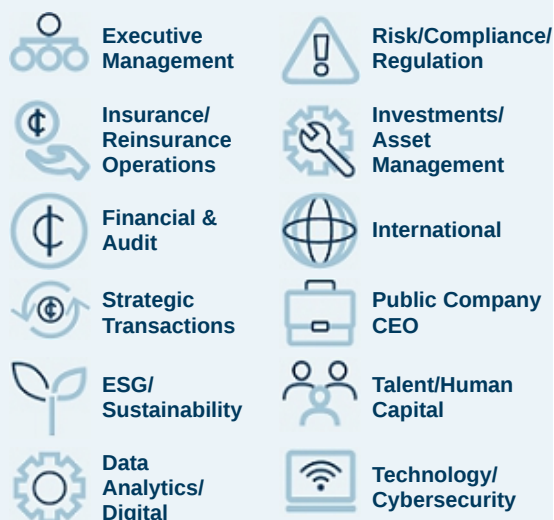 Executive
Management
Risk/Compliance/
Regulation
Insurance/
Reinsurance
Operations
Investments/
Asset
Management
Financial &
Audit
International
Strategic
Transactions
Public Company
CEO
ESG/
Sustainability
Talent/Human
Capital
Data
Analytics/
Digital
Technology/
Cybersecurity